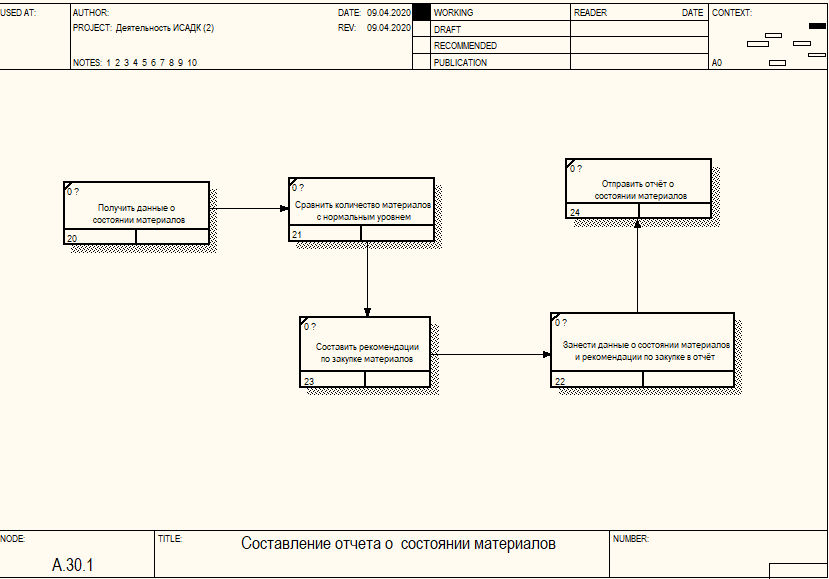 USED AT:
AUTHOR:
DATE: 09.04.2020
PROJECT: Деятельность ИСАДК (2)
REV: 09.04.2020
NOTES: 1 2 3 4 5 6 7 8 9 10
WORKING
DRAFT
RECOMMENDED
PUBLICATION
READER
DATE
CONTEXT:
A0
0 ?
Получить данные о
состоянии материалов
20
0 ?
Сравнить количество материалов
с нормальным уровнем
21
0 ?
Отправить отчёт о
состоянии материалов
24
0 ?
Составить рекомендации
по закупке материалов
23
0 ?
Занести данные о состоянии материалов
и рекомендации по закупке в отчёт
22
NODE:
A.30.1
TITLE:
Составление отчета о состоянии материалов
NUMBER: